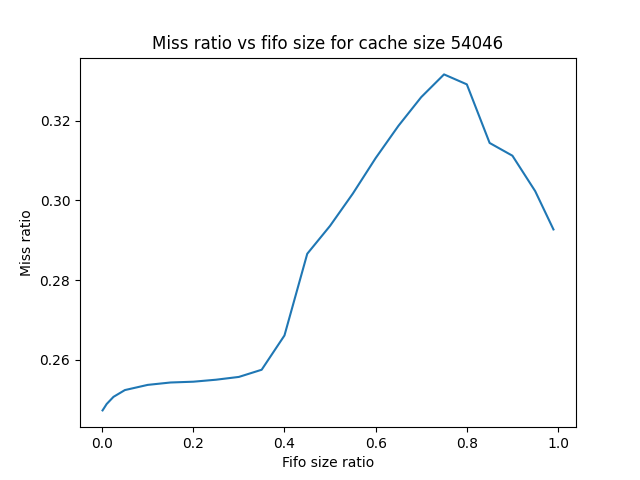 Miss ratio vs fifo size for cache size 54046
0.32
0.30
0.28
0.26
Miss ratio
0.0 0.2 0.4 0.6 0.8 1.0
Fifo size ratio